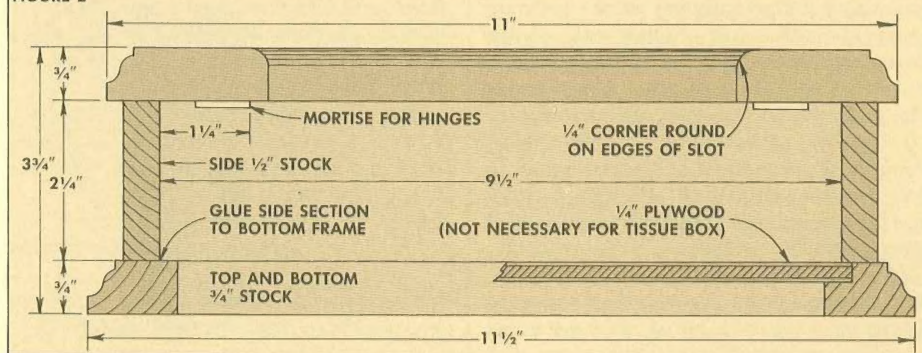 11"
3/4"
MORTISE FOR HINGES
1/4" CORNER ROUND
ON EDGES OF SLOT
1 1/4"
3 3/4"
2 1/4"
SIDE 1/2" STOCK
9 1/2"
GLUE SIDE SECTION
TO BOTTOM FRAME
1/4" PLYWOOD
(NOT NECESSARY FOR TISSUE BOX)
3/4"
TOP AND BOTTOM
3/4" STOCK
11 1/2"